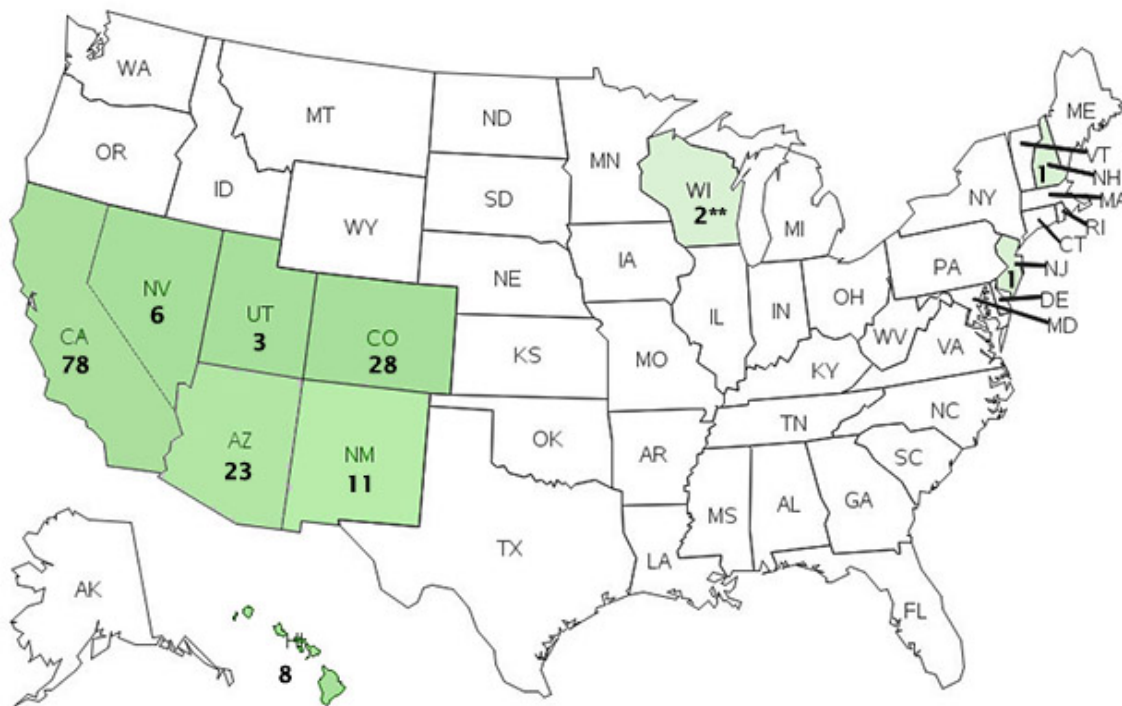 WA
MT
ND
MN
ME
OR
ID
SD
WI
2**
MI
NY
VT
1
NH
MA
RI
CT
WY
NE
IA
PA
NJ
1
DE
MD
NV
6
UT
3
CO
28
CA
78
KS
MO
IL
IN
OH
WV
VA
KY
AZ
23
NM
11
OK
AR
TN
NC
SC
TX
LA
MS
AL
GA
FL
AK
8